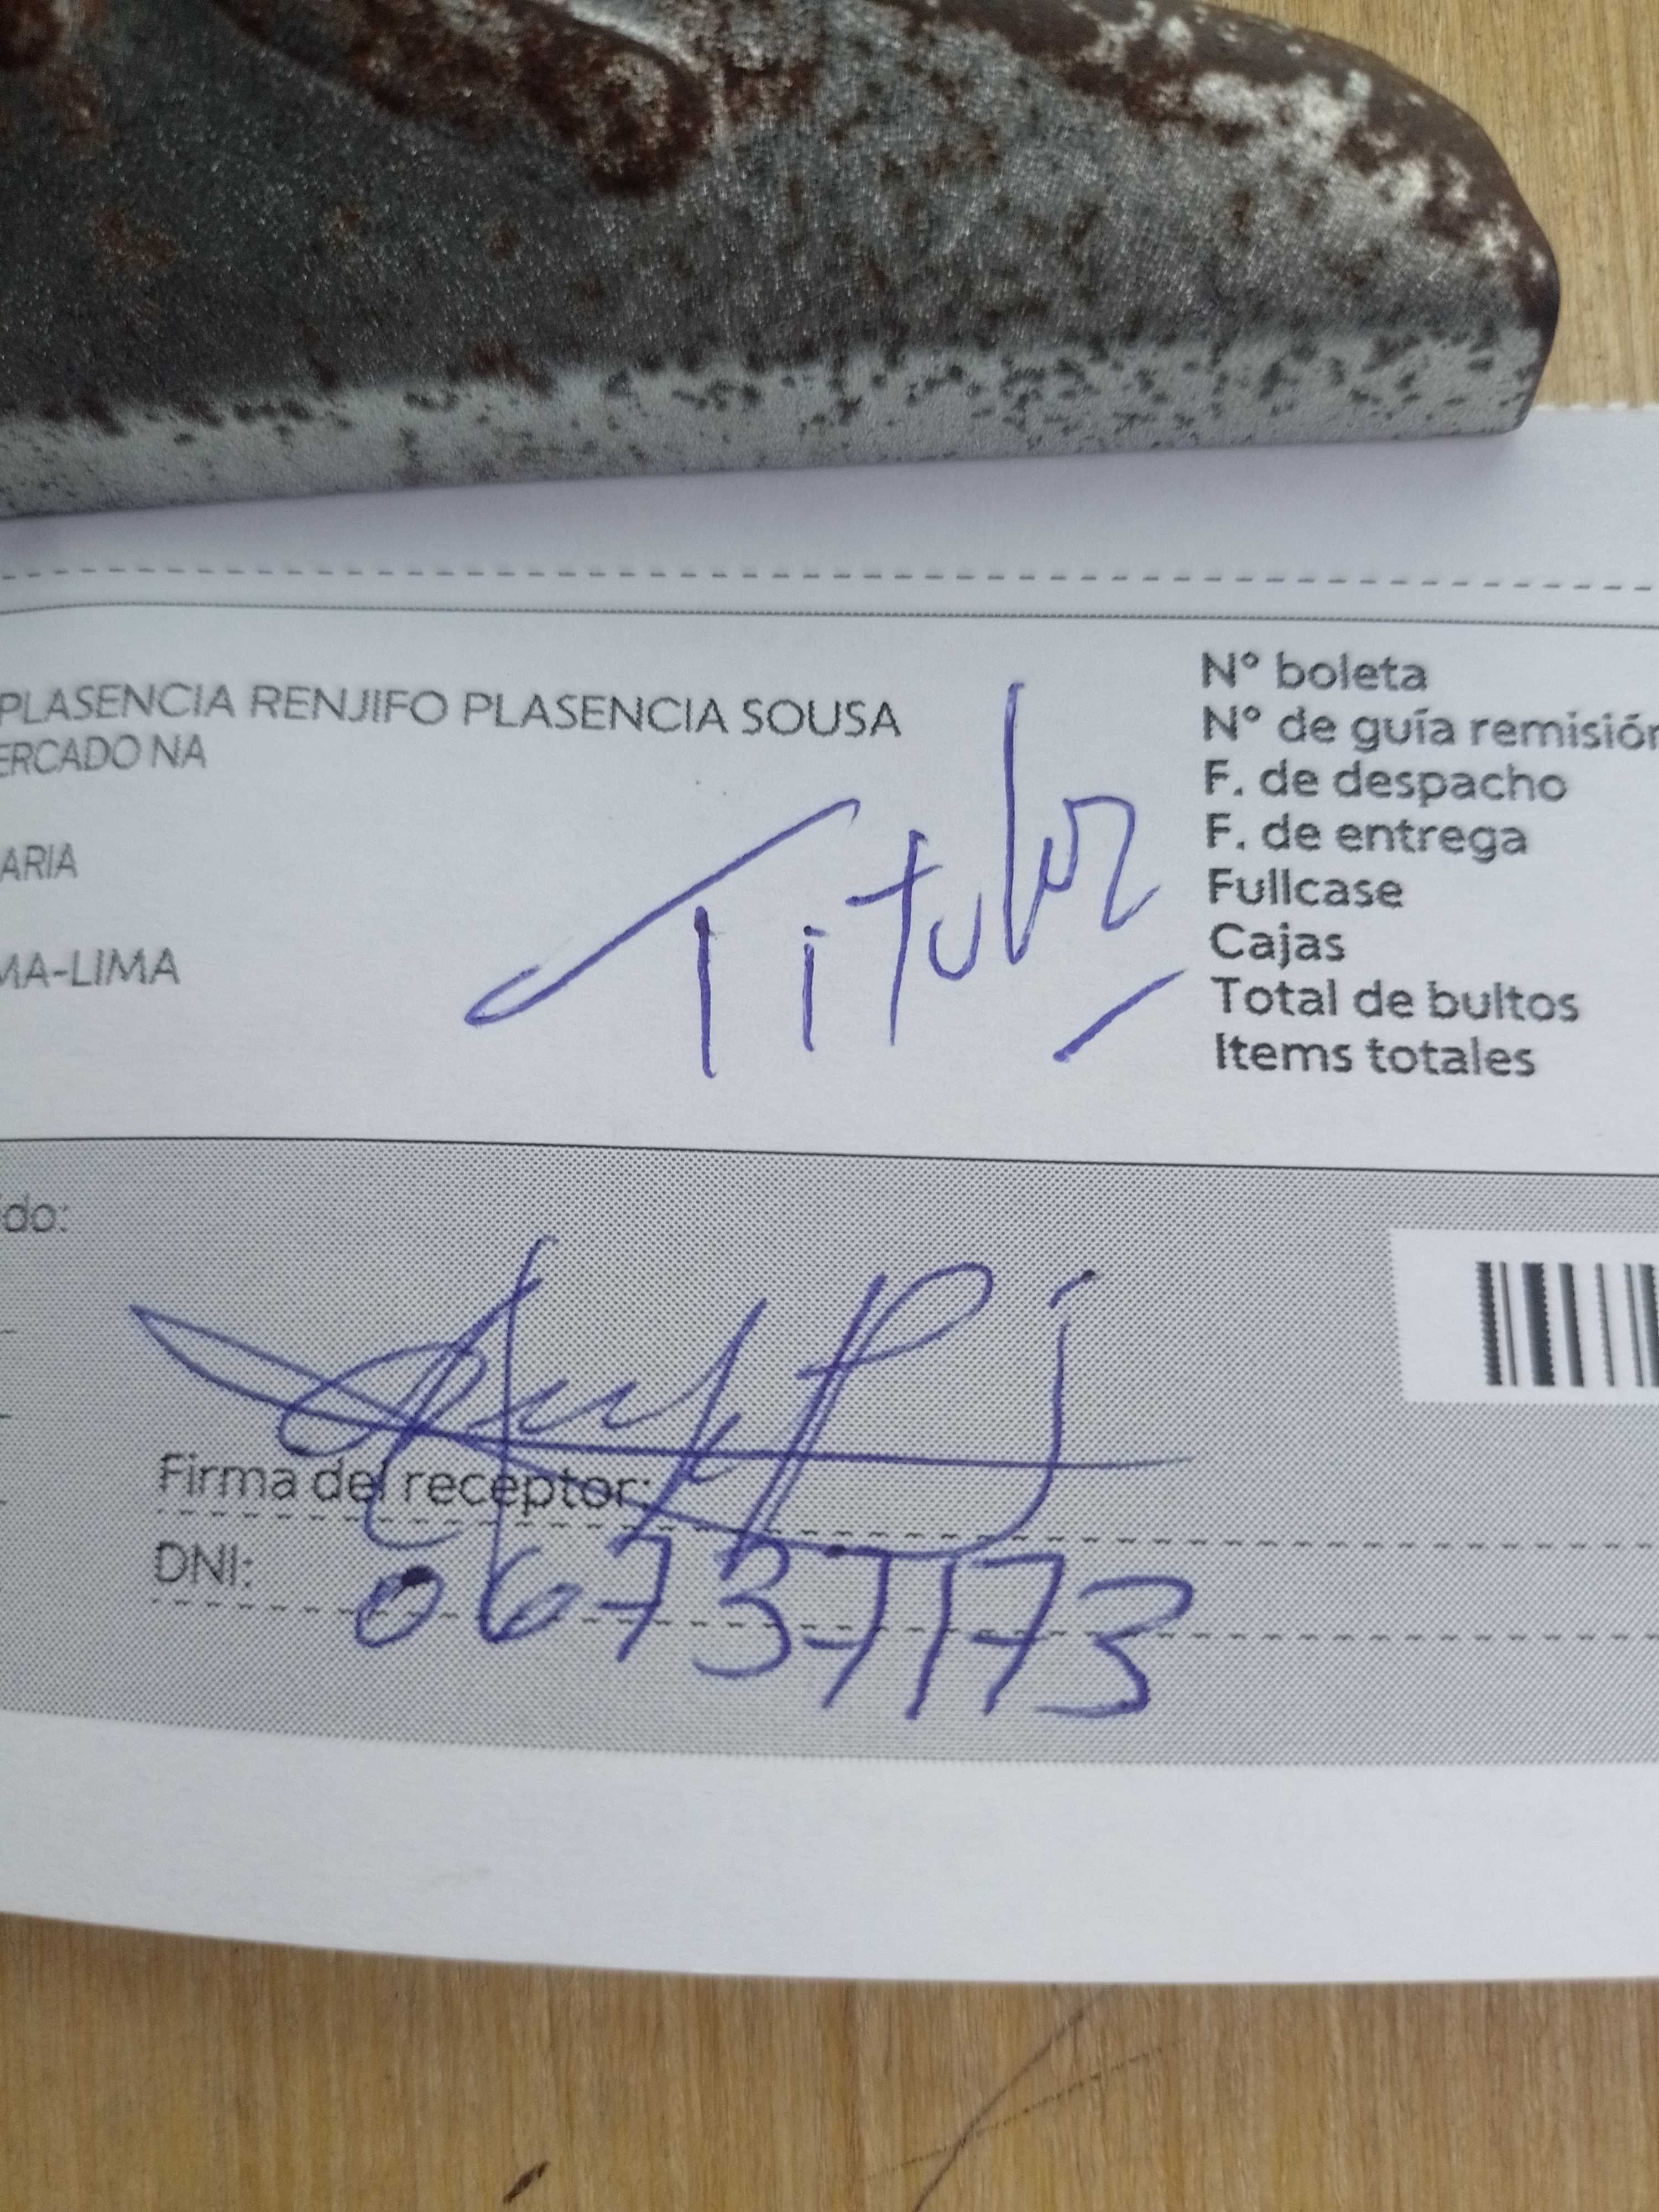 PLASENCIA RENJIFO PLASENCIA SOUSA
ERCADO NA
ARIA
MA-LIMA
Titular
N° boleta
N° de guía remisión
F. de despacho
F. de entrega
Fullcase
Cajas
Total de bultos
Items totales
do:
Firma del receptor:
DNI: 06737173